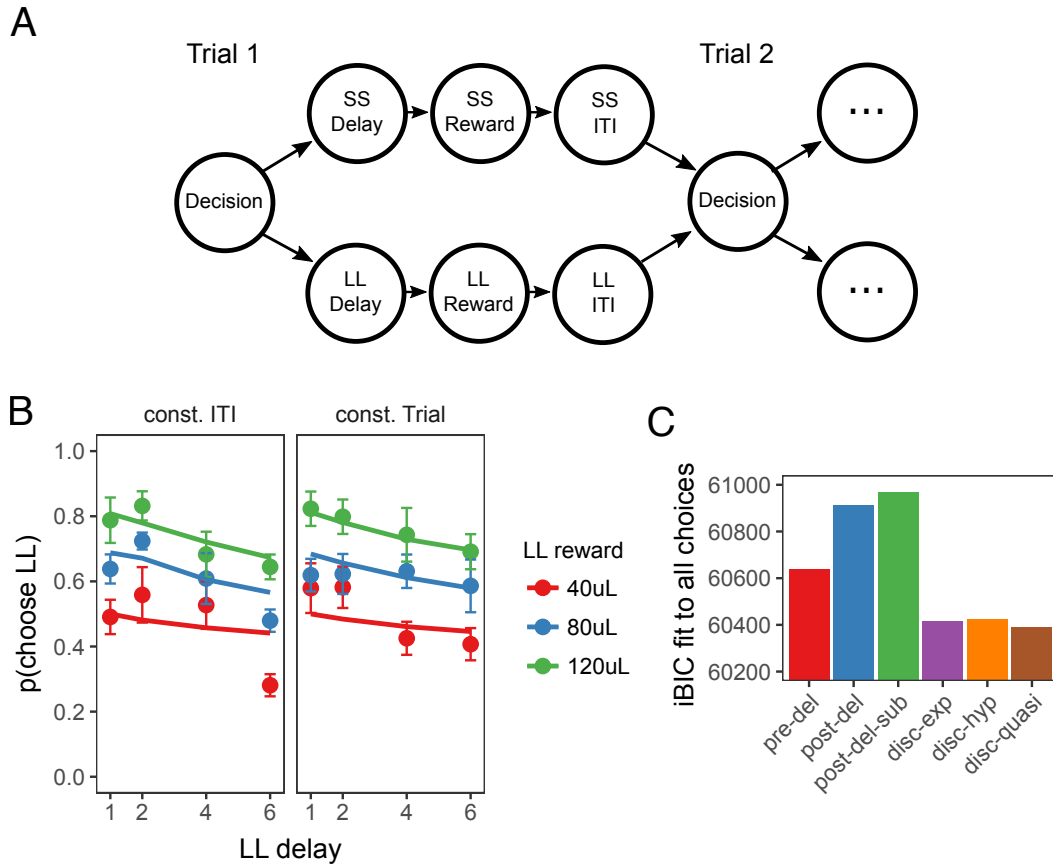 A
Trial 1
Trial 2
SS
Delay
SS
Reward
SS
ITI
...
Decision
Decision
LL
Delay
LL
Reward
LL
ITI
...
B
const. ITI
const. Trial
p(choose LL)
1.0
0.8
0.6
0.4
0.2
0.0
1
2
4
6
1
2
4
6
LL delay
LL reward
40uL
80uL
120uL
C
iBIC fit to all choices
61000
60800
60600
60400
60200
pre-del
post-del
post-del-sub
disc-exp
disc-hyp
disc-quasi